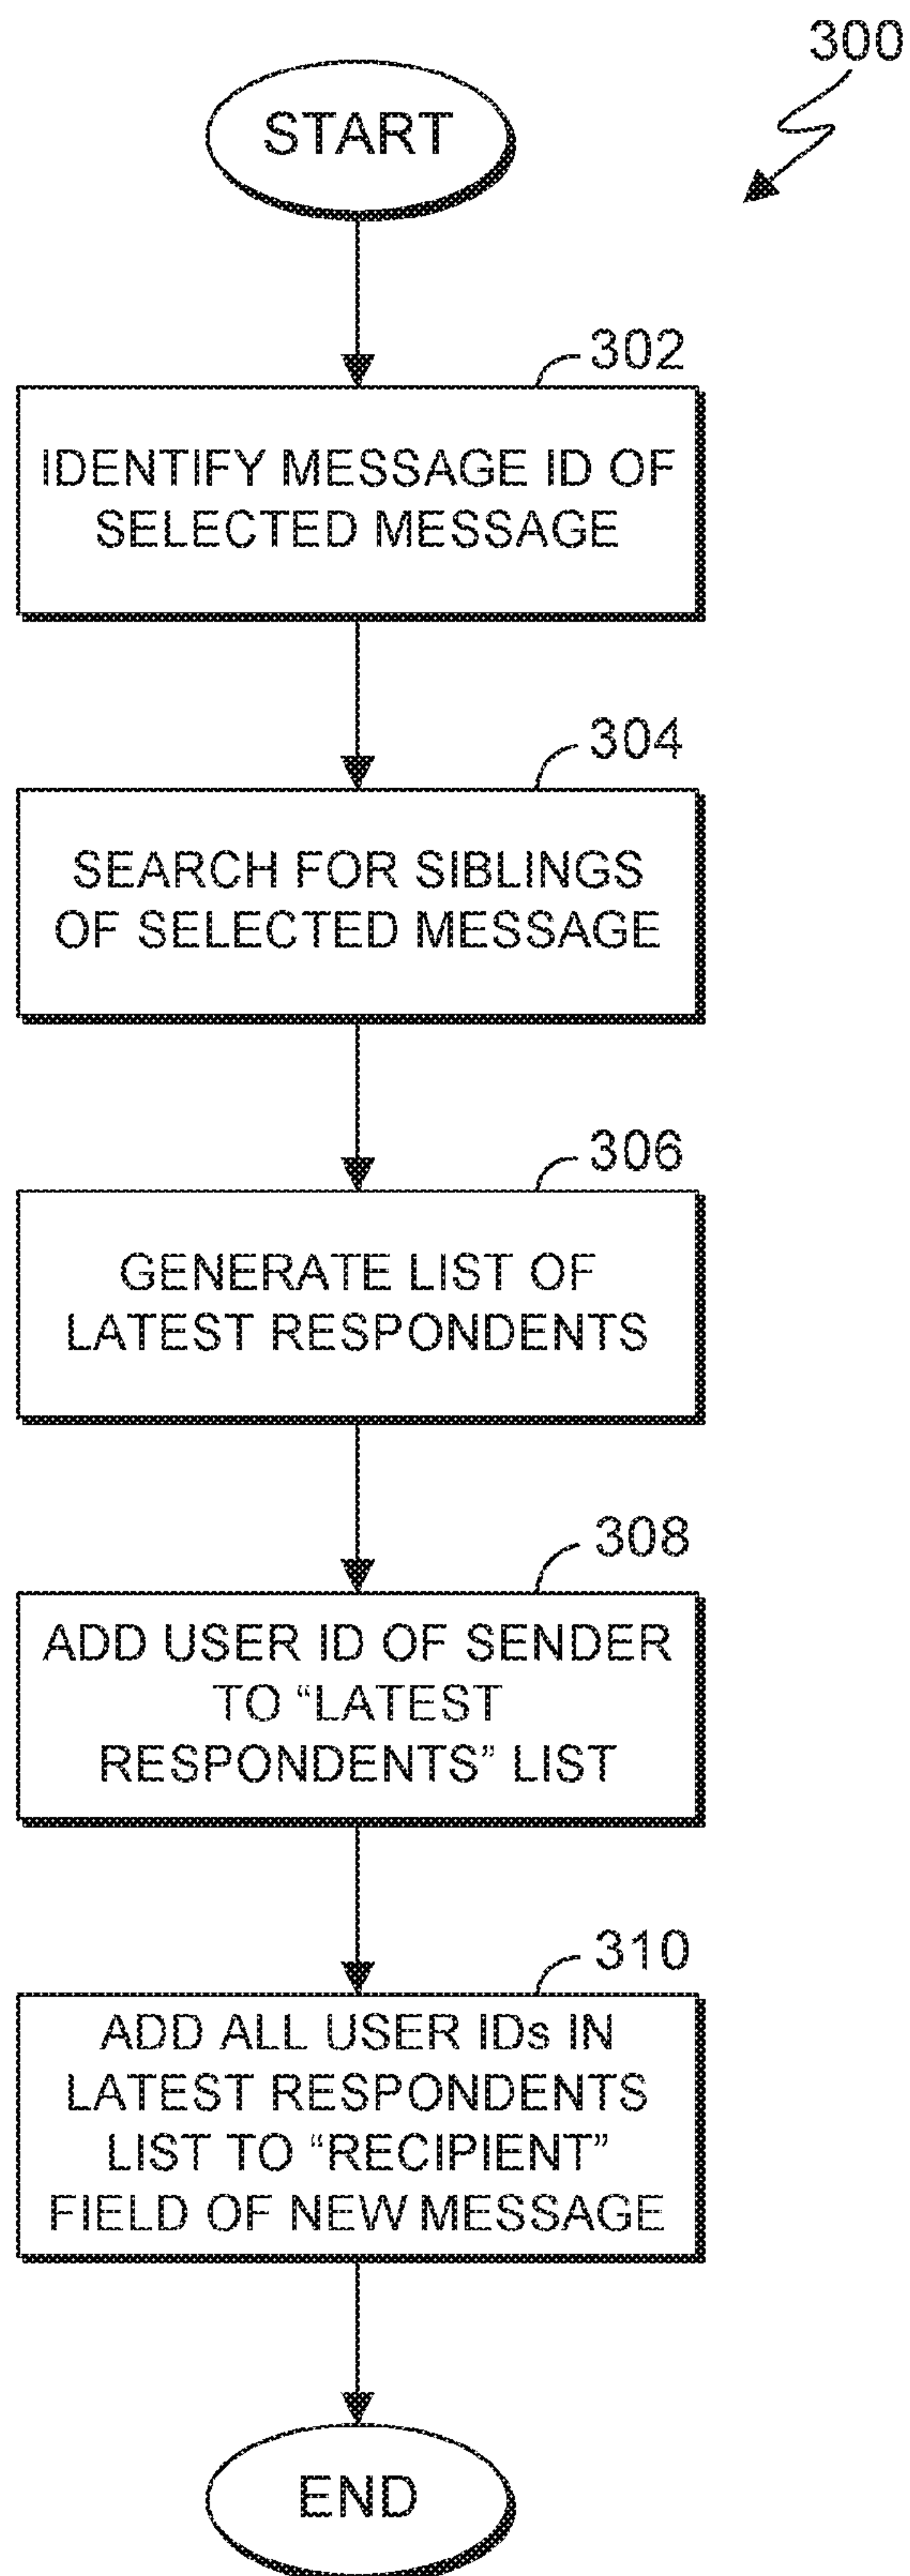 300
START
302
IDENTIFY MESSAGE ID OF
SELECTED MESSAGE
304
SEARCH FOR SIBLINGS
OF SELECTED MESSAGE
306
GENERATE LIST OF
LATEST RESPONDENTS
308
ADD USER ID OF SENDER
TO “LATEST
RESPONDENTS” LIST
310
ADD ALL USER IDs IN
LATEST RESPONDENTS
LIST TO “RECIPIENT”
FIELD OF NEW MESSAGE
END